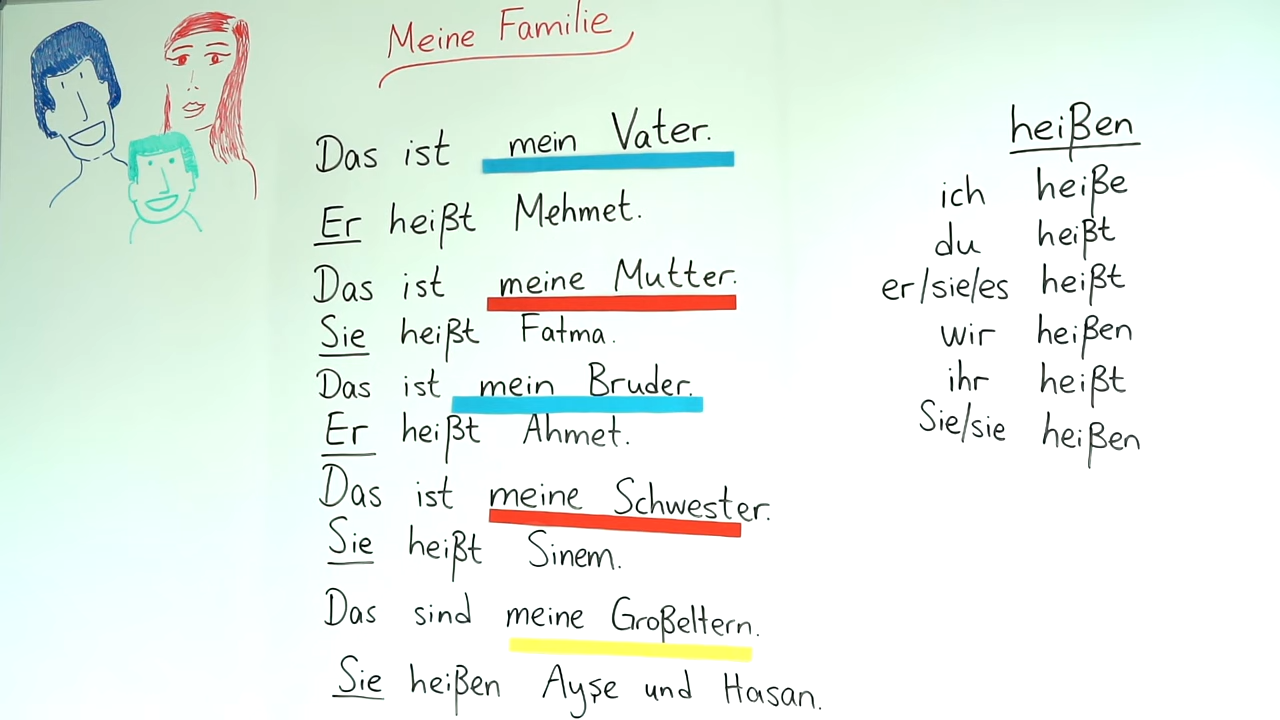 Meine Familie
Das ist mein Vater.
Er heißt Mehmet.
Das ist meine Mutter.
Sie heißt Fatma.
Das ist mein Bruder.
Er heißt Ahmet.
Das ist meine Schwester.
Sie heißt Sinem.
Das sind meine Großeltern.
Sie heißen Ayşe und Hasan.
heißen
ich heiße
du heißt
er/sie/es heißt
wir heißen
ihr heißt
Sie/sie heißen